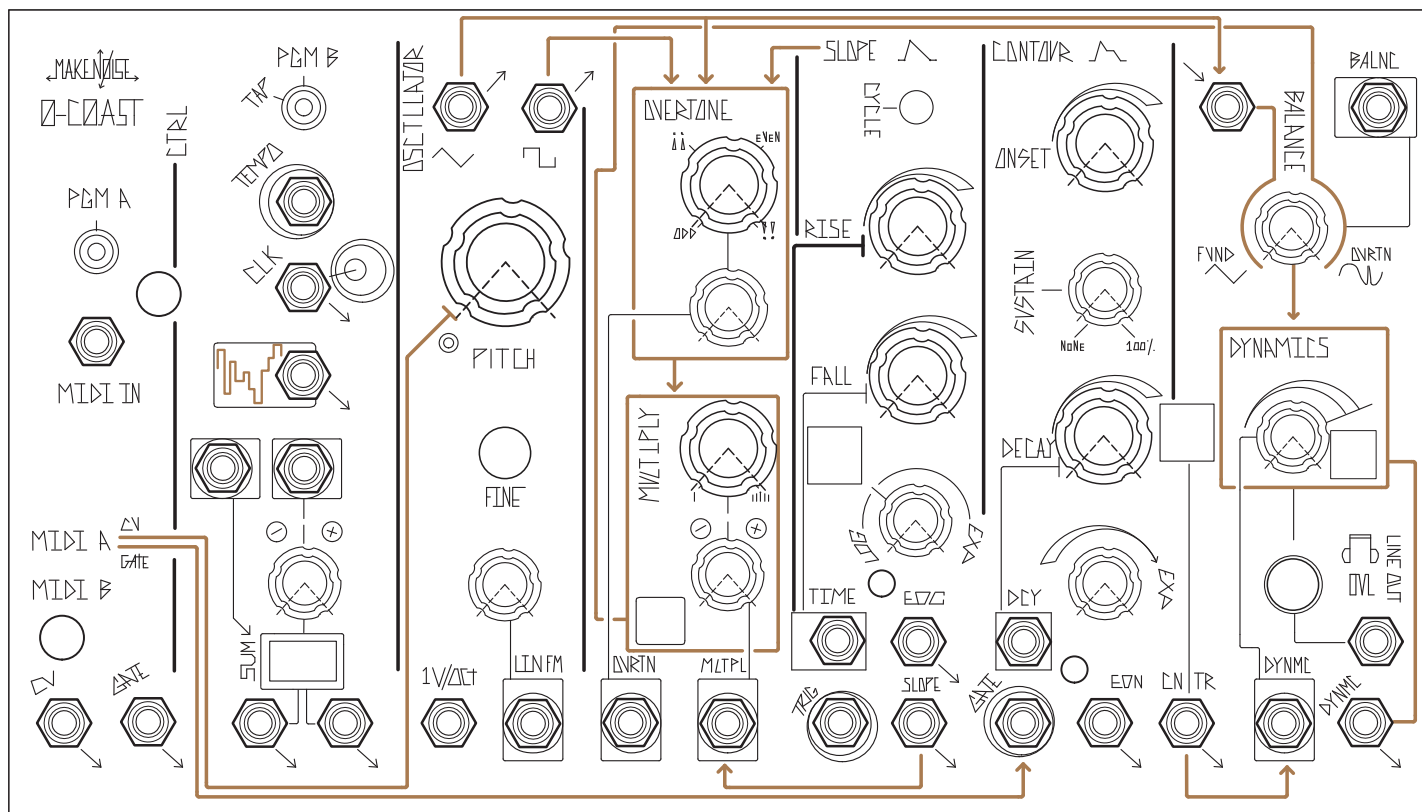 MAKENOISE
0-COAST
CTRL
PGM B
TAP
TEMPO
PGM A
CLK
MIDI IN
MIDI A
CV
GATE
MIDI B
CV
GATE
SUM
OSCILLATOR
PITCH
FINE
1V/OCT
LIN FM
OVERTONE
¡¡
EVEN
ODD
!!
MULTIPLY
I
IIIII
OVRTN
MLTPL
SLOPE
CYCLE
RISE
FALL
LOG
EXP
TIME
EOC
TRIG
SLOPE
CONTOUR
ONSET
SUSTAIN
NONE
100%
DECAY
EXP
DCY
GATE
EON
CNTR
BALANCE
BALNC
FUND
OVRTN
DYNAMICS
LINE OUT
OVL
DYNMC
DYNMC